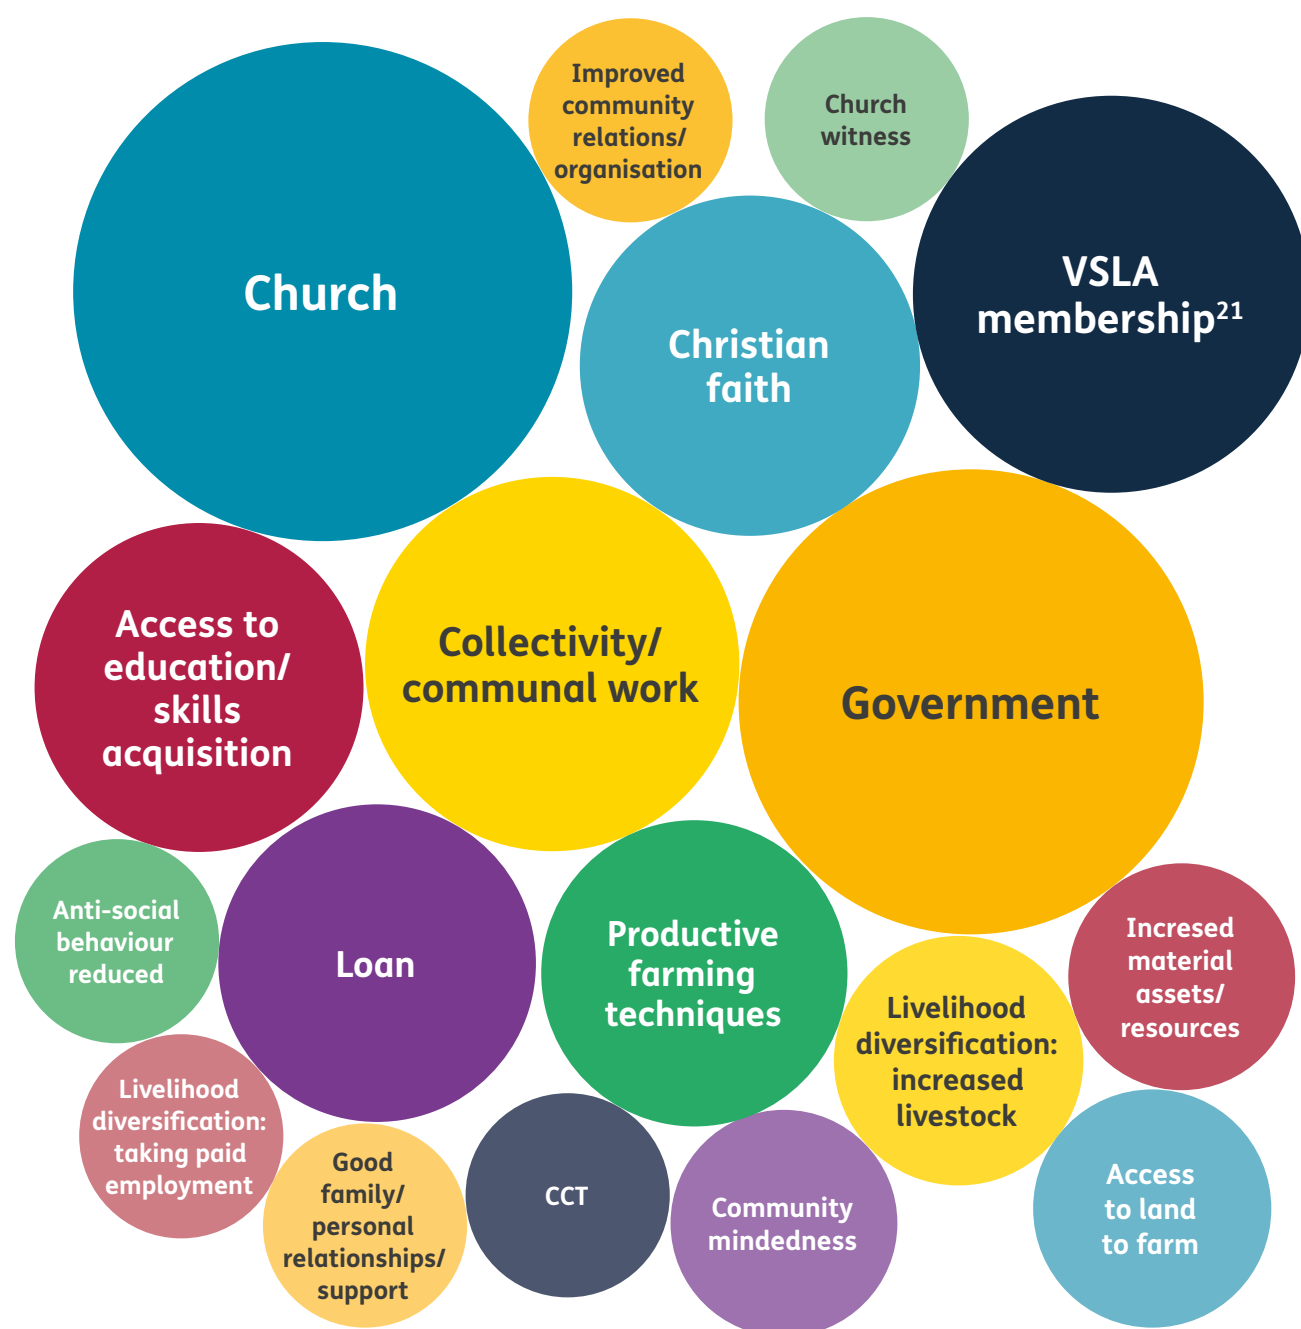 Improved
community
relations/
organisation
Church
witness
Church
VSLA
membership²¹
Christian
faith
Access to
education/
skills
acquisition
Collectivity/
communal work
Government
Anti-social
behaviour
reduced
Loan
Productive
farming
techniques
Livelihood
diversification:
increased
livestock
Incresed
material
assets/
resources
Livelihood
diversification:
taking paid
employment
Good
family/
personal
relationships/
support
CCT
Community
mindedness
Access
to land
to farm